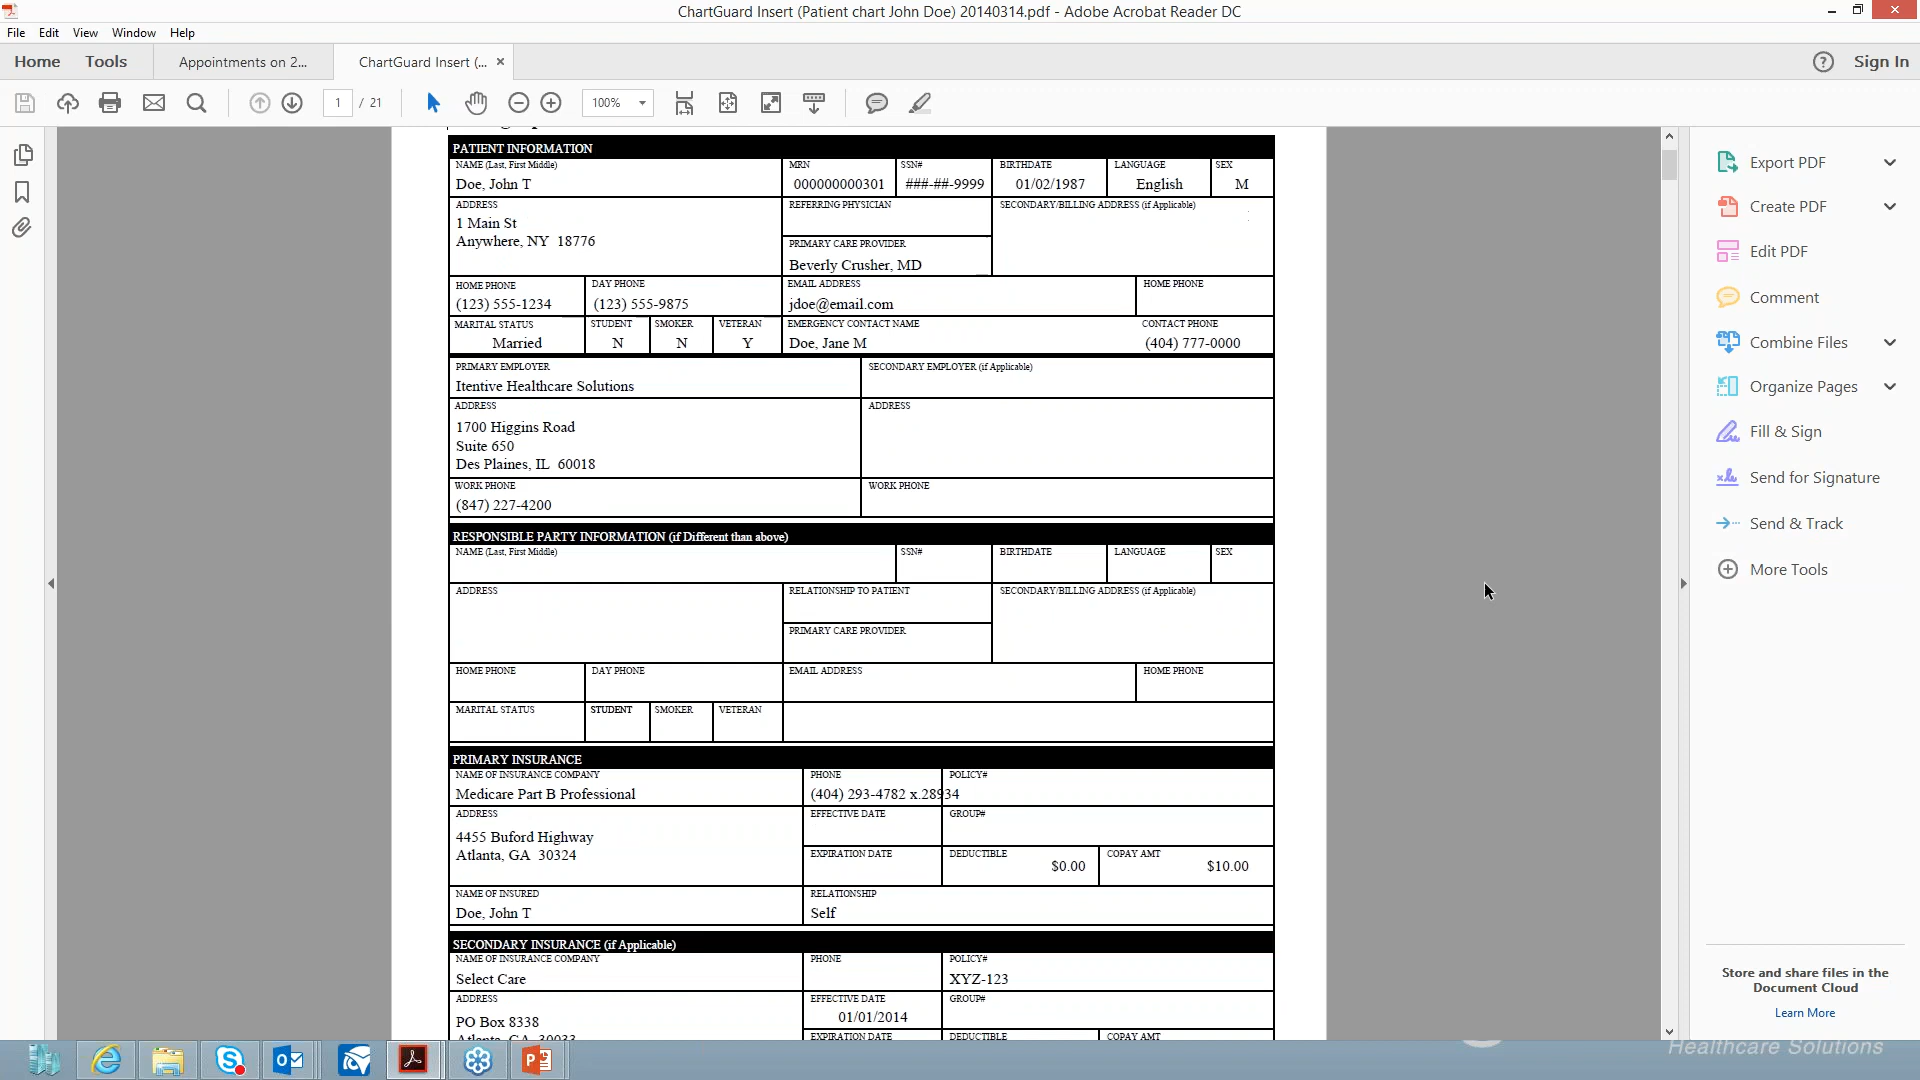 ChartGuard Insert (Patient chart John Doe) 20140314.pdf - Adobe Acrobat Reader DC
File Edit View Window Help
Home Tools Appointments on 2... ChartGuard Insert (... × ? Sign In
1 / 21 100%
PATIENT INFORMATION
NAME (Last, First Middle) MRN SSN# BIRTHDATE LANGUAGE SEX
Doe, John T 000000000301 ###-##-9999 01/02/1987 English M
ADDRESS REFERRING PHYSICIAN SECONDARY/BILLING ADDRESS (if Applicable)
1 Main St
Anywhere, NY 18776
PRIMARY CARE PROVIDER
Beverly Crusher, MD
HOME PHONE DAY PHONE EMAIL ADDRESS HOME PHONE
(123) 555-1234 (123) 555-9875 jdoe@email.com
MARITAL STATUS STUDENT SMOKER VETERAN EMERGENCY CONTACT NAME CONTACT PHONE
Married N N Y Doe, Jane M (404) 777-0000
PRIMARY EMPLOYER SECONDARY EMPLOYER (if Applicable)
Itentive Healthcare Solutions
ADDRESS ADDRESS
1700 Higgins Road
Suite 650
Des Plaines, IL 60018
WORK PHONE WORK PHONE
(847) 227-4200
RESPONSIBLE PARTY INFORMATION (if Different than above)
NAME (Last, First Middle) SSN# BIRTHDATE LANGUAGE SEX
ADDRESS RELATIONSHIP TO PATIENT SECONDARY/BILLING ADDRESS (if Applicable)
PRIMARY CARE PROVIDER
HOME PHONE DAY PHONE EMAIL ADDRESS HOME PHONE
MARITAL STATUS STUDENT SMOKER VETERAN
PRIMARY INSURANCE
NAME OF INSURANCE COMPANY PHONE POLICY#
Medicare Part B Professional (404) 293-4782 x.28934
ADDRESS EFFECTIVE DATE GROUP#
4455 Buford Highway
Atlanta, GA 30324
EXPIRATION DATE DEDUCTIBLE COPAY AMT
$0.00 $10.00
NAME OF INSURED RELATIONSHIP
Doe, John T Self
SECONDARY INSURANCE (if Applicable)
NAME OF INSURANCE COMPANY PHONE POLICY#
Select Care XYZ-123
ADDRESS EFFECTIVE DATE GROUP#
PO Box 8338 01/01/2014
Atlanta, GA 30033
EXPIRATION DATE DEDUCTIBLE COPAY AMT
Export PDF
Create PDF
Edit PDF
Comment
Combine Files
Organize Pages
Fill & Sign
Send for Signature
Send & Track
More Tools
Store and share files in the
Document Cloud
Learn More
Healthcare Solutions